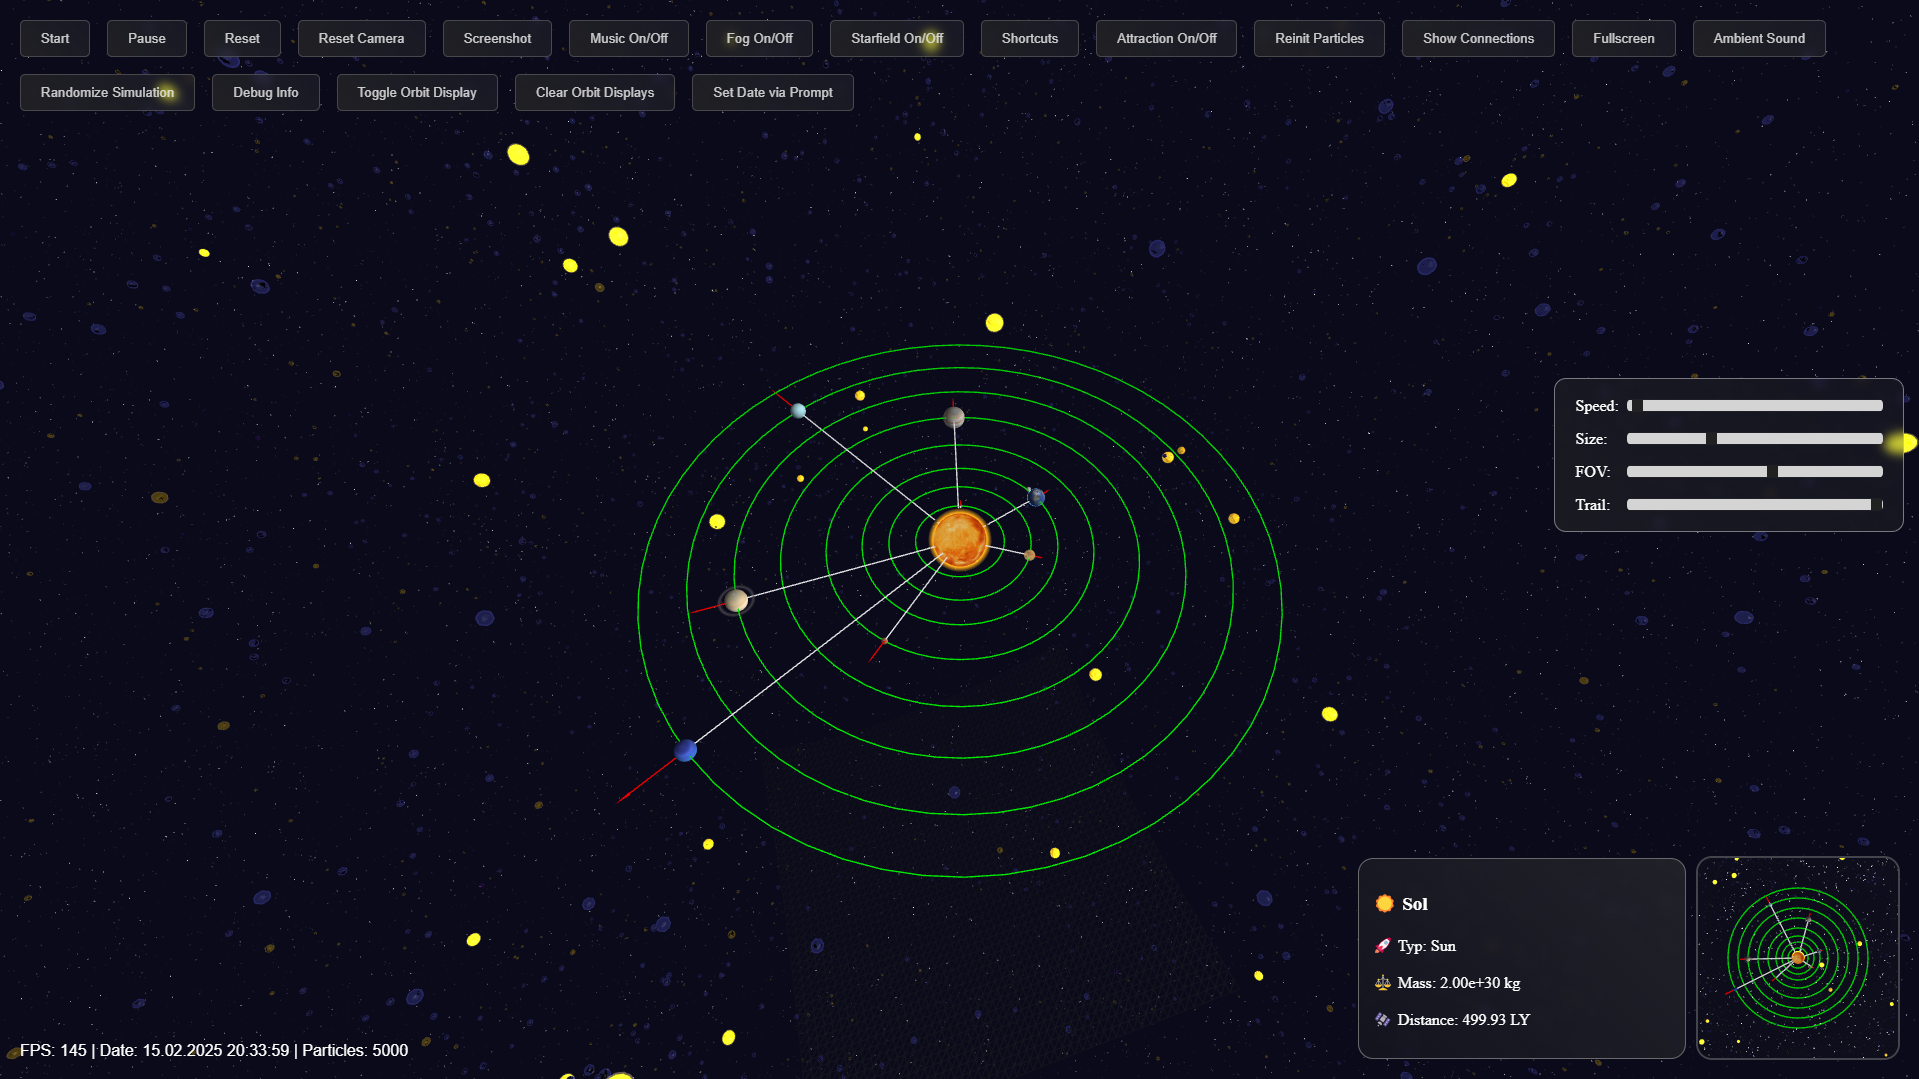 Start Pause Reset Reset Camera Screenshot Music On/Off Fog On/Off Starfield On/Off Shortcuts Attraction On/Off Reinit Particles Show Connections Fullscreen Ambient Sound
Randomize Simulation Debug Info Toggle Orbit Display Clear Orbit Displays Set Date via Prompt
Speed:
Size:
FOV:
Trail:
Sol
Typ: Sun
Mass: 2.00e+30 kg
Distance: 499.93 LY
FPS: 145 | Date: 15.02.2025 20:33:59 | Particles: 5000